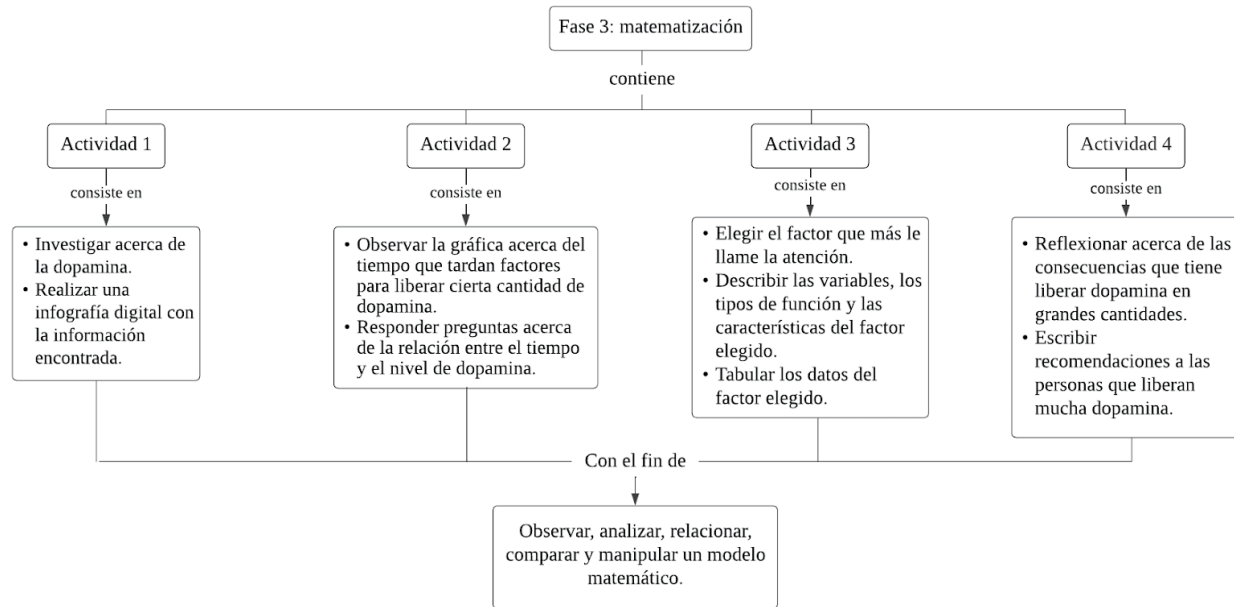 Fase 3: matematización
contiene
Actividad 1
consiste en
• Investigar acerca de
la dopamina.
• Realizar una
infografía digital con
la información
encontrada.
Actividad 2
consiste en
• Observar la gráfica acerca del
tiempo que tardan factores
para liberar cierta cantidad de
dopamina.
• Responder preguntas acerca
de la relación entre el tiempo
y el nivel de dopamina.
Actividad 3
consiste en
• Elegir el factor que más le
llame la atención.
• Describir las variables, los
tipos de función y las
características del factor
elegido.
• Tabular los datos del
factor elegido.
Actividad 4
consiste en
• Reflexionar acerca de las
consecuencias que tiene
liberar dopamina en
grandes cantidades.
• Escribir
recomendaciones a las
personas que liberan
mucha dopamina.
Con el fin de
Observar, analizar, relacionar,
comparar y manipular un modelo
matemático.